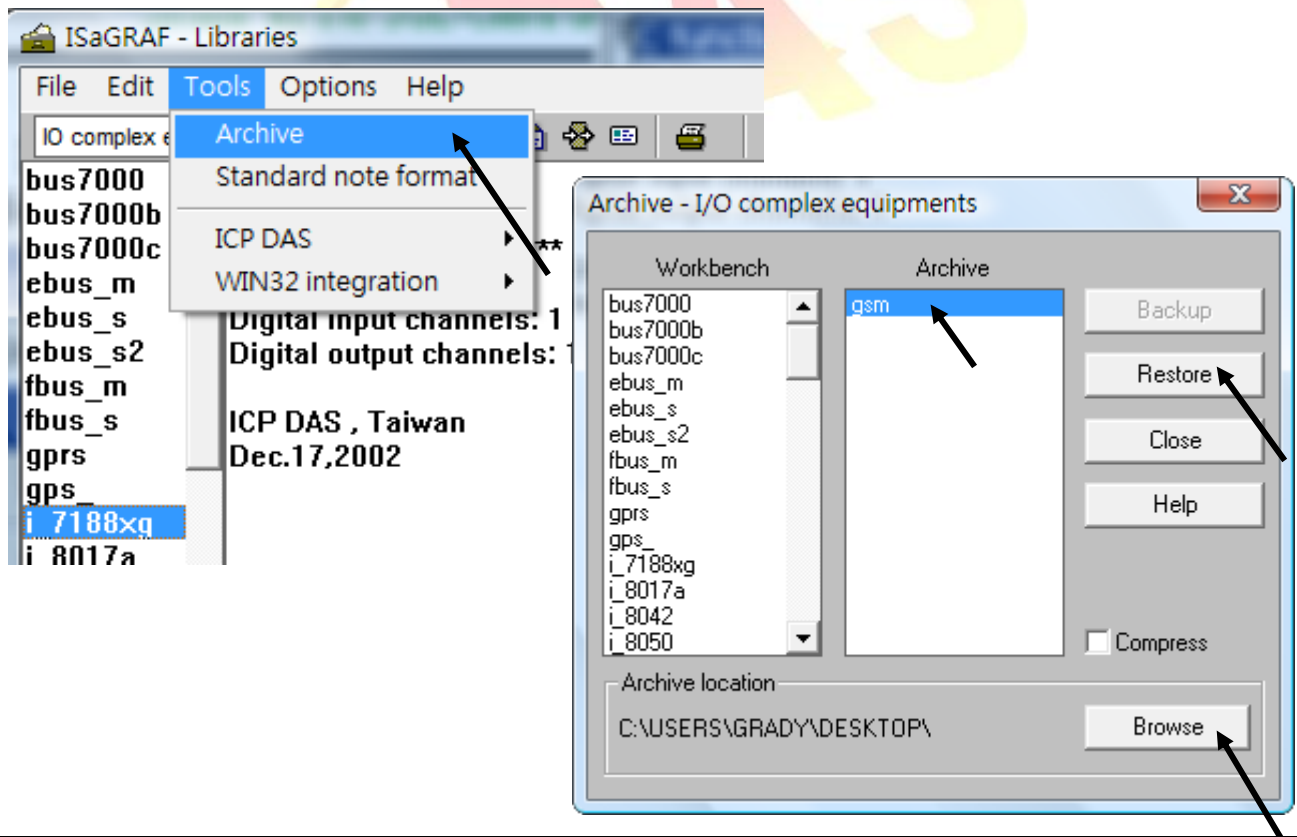 ISaGRAF - Libraries
File Edit Tools Options Help
IO complex e
Archive
Standard note format
ICP DAS
WIN32 integration
bus7000
bus7000b
bus7000c
ebus_m
ebus_s
ebus_s2
fbus_m
fbus_s
gprs
gps_
i_7188xg
i_8017a
**
Digital input channels: 1
Digital output channels: 1
ICP DAS , Taiwan
Dec.17,2002
Archive - I/O complex equipments
Workbench
bus7000
bus7000b
bus7000c
ebus_m
ebus_s
ebus_s2
fbus_m
fbus_s
gprs
gps_
i_7188xg
i_8017a
i_8042
i_8050
Archive
gsm
Backup
Restore
Close
Help
Compress
Archive location
C:\USERS\GRADY\DESKTOP\
Browse